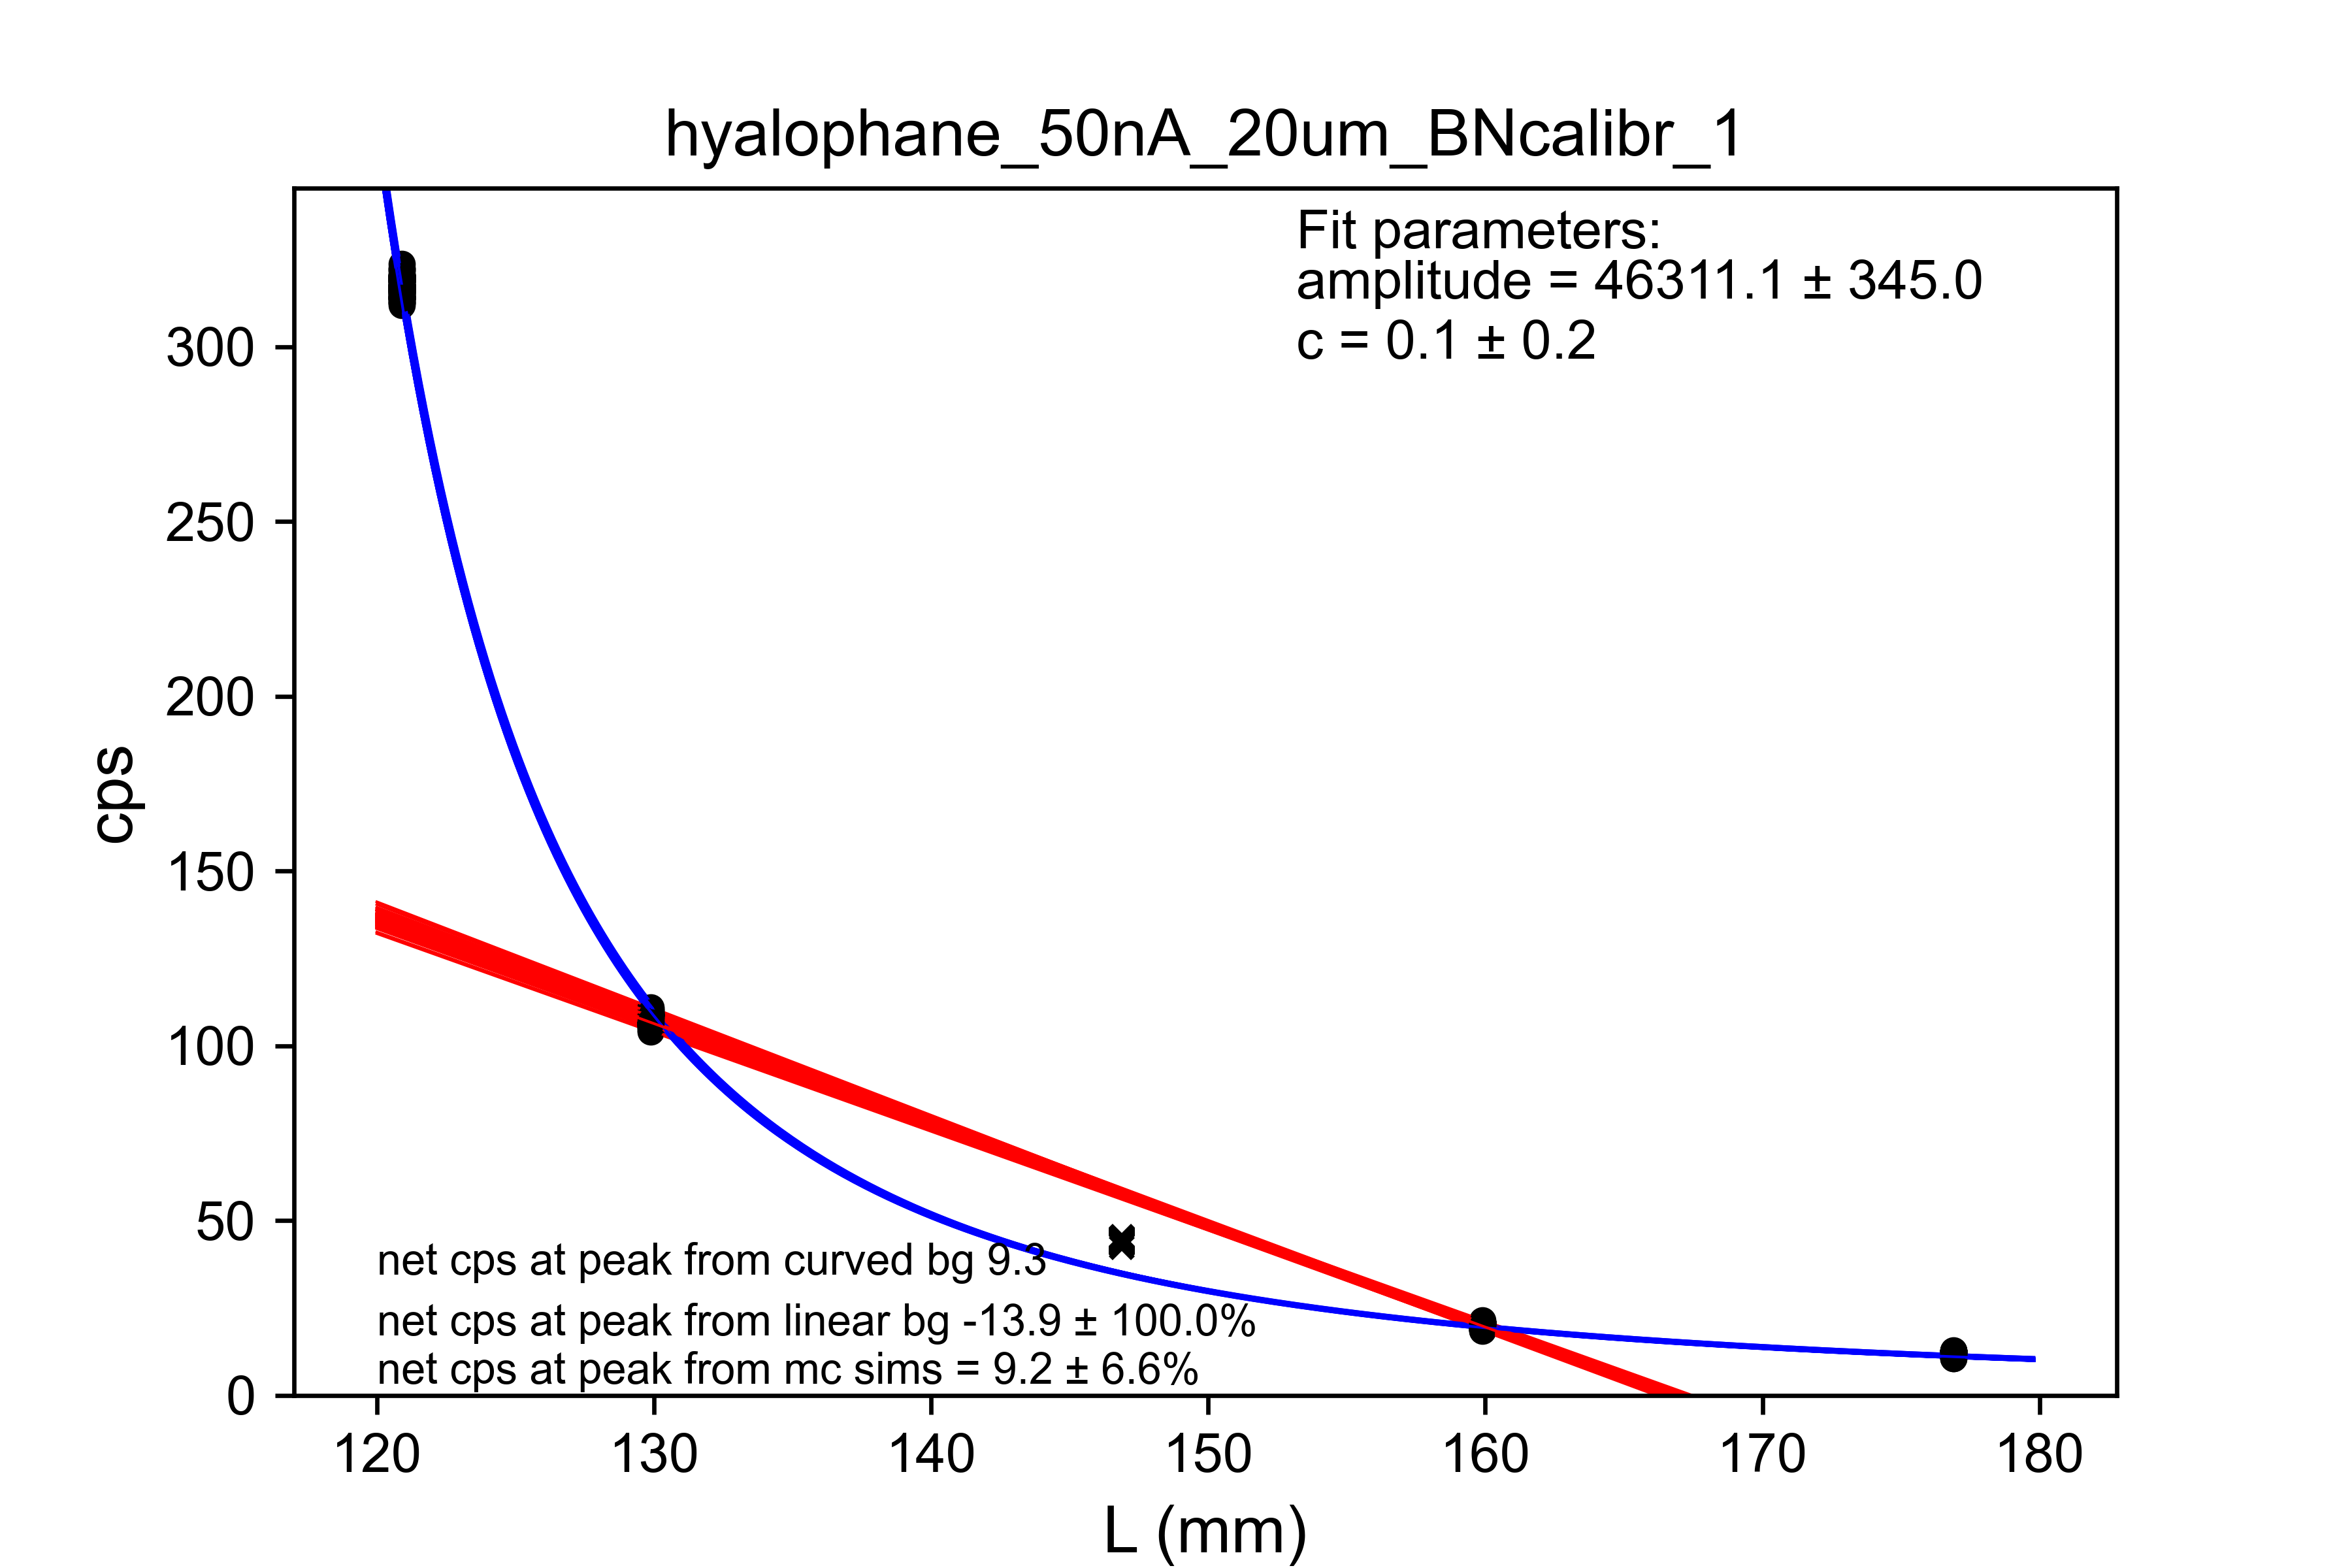 hyalophane_50nA_20um_BNcalibr_1
Fit parameters:
amplitude = 46311.1 ± 345.0
c = 0.1 ± 0.2
300
250
200
150
100
50
0
cps
net cps at peak from curved bg 9.3
net cps at peak from linear bg -13.9 ± 100.0%
net cps at peak from mc sims = 9.2 ± 6.6%
120 130 140 150 160 170 180
L (mm)